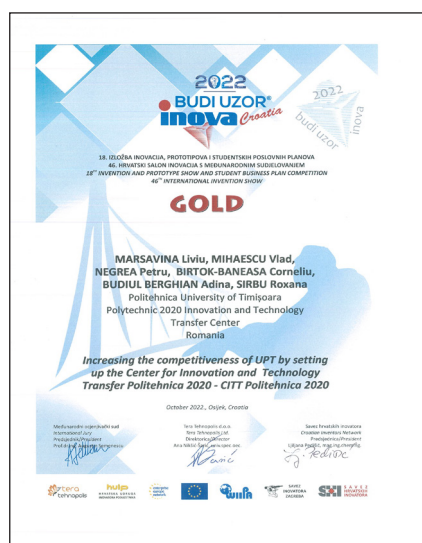 2022
BUDI UZOR®
inova Croatia
2022
budi uzor
inova
18. IZLOŽBA INOVACIJA, PROTOTIPOVA I STUDENTSKIH POSLOVNIH PLANOVA
46. HRVATSKI SALON INOVACIJA S MEĐUNARODNIM SUDJELOVANJEM
18TH INVENTION AND PROTOTYPE SHOW AND STUDENT BUSINESS PLAN COMPETITION
46TH INTERNATIONAL INVENTION SHOW
GOLD
MARSAVINA Liviu, MIHAESCU Vlad,
NEGREA Petru, BIRTOK-BANEASA Corneliu,
BUDIUL BERGHIAN Adina, SIRBU Roxana
Politehnica University of Timișoara
Polytechnic 2020 Innovation and Technology
Transfer Center
Romania
Increasing the competitiveness of UPT by setting
up the Center for Innovation and Technology
Transfer Politehnica 2020 - CITT Politehnica 2020
October 2022., Osijek, Croatia
Međunarodni ocjenjivački sud
International Jury
Predsjednik/President
Tera Tehnopolis d.o.o.
Tera Tehnopolis Ltd.
Direktorica/Director
Savez hrvatskih inovatora
Croatian Inventors Network
Predsjednica/President
tera
tehnopolis
hulp
WIIPA
SAVEZ
INOVATORA
ZAGREBA
SHI
SAVEZ
HRVATSKIH
INOVATORA